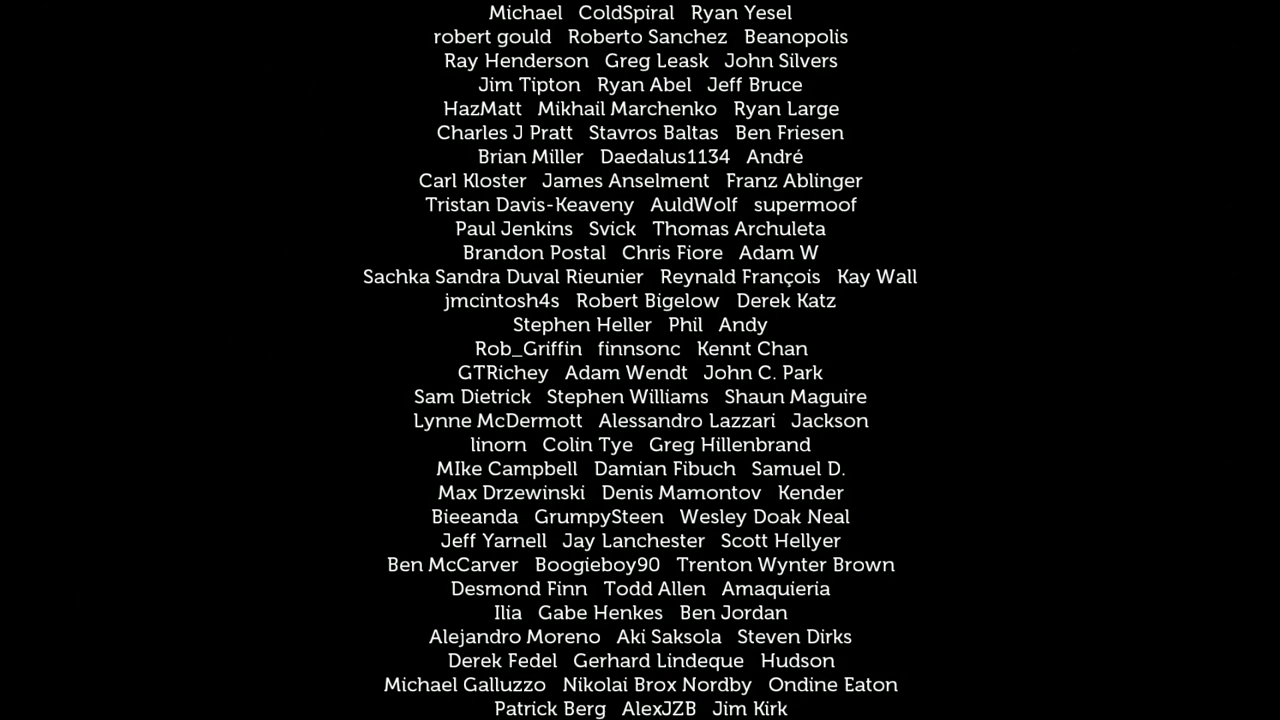 Michael ColdSpiral Ryan Yesel
robert gould Roberto Sanchez Beanopolis
Ray Henderson Greg Leask John Silvers
Jim Tipton Ryan Abel Jeff Bruce
HazMatt Mikhail Marchenko Ryan Large
Charles J Pratt Stavros Baltas Ben Friesen
Brian Miller Daedalus1134 André
Carl Kloster James Anselment Franz Ablinger
Tristan Davis-Keaveny AuldWolf supermoof
Paul Jenkins Svick Thomas Archuleta
Brandon Postal Chris Fiore Adam W
Sachka Sandra Duval Rieunier Reynald François Kay Wall
jmcintosh4s Robert Bigelow Derek Katz
Stephen Heller Phil Andy
Rob_Griffin finnsonc Kennt Chan
GTRichey Adam Wendt John C. Park
Sam Dietrick Stephen Williams Shaun Maguire
Lynne McDermott Alessandro Lazzari Jackson
linorn Colin Tye Greg Hillenbrand
MIke Campbell Damian Fibuch Samuel D.
Max Drzewinski Denis Mamontov Kender
Bieeanda GrumpySteen Wesley Doak Neal
Jeff Yarnell Jay Lanchester Scott Hellyer
Ben McCarver Boogieboy90 Trenton Wynter Brown
Desmond Finn Todd Allen Amaquieria
Ilia Gabe Henkes Ben Jordan
Alejandro Moreno Aki Saksola Steven Dirks
Derek Fedel Gerhard Lindeque Hudson
Michael Galluzzo Nikolai Brox Nordby Ondine Eaton
Patrick Berg AlexJZB Jim Kirk